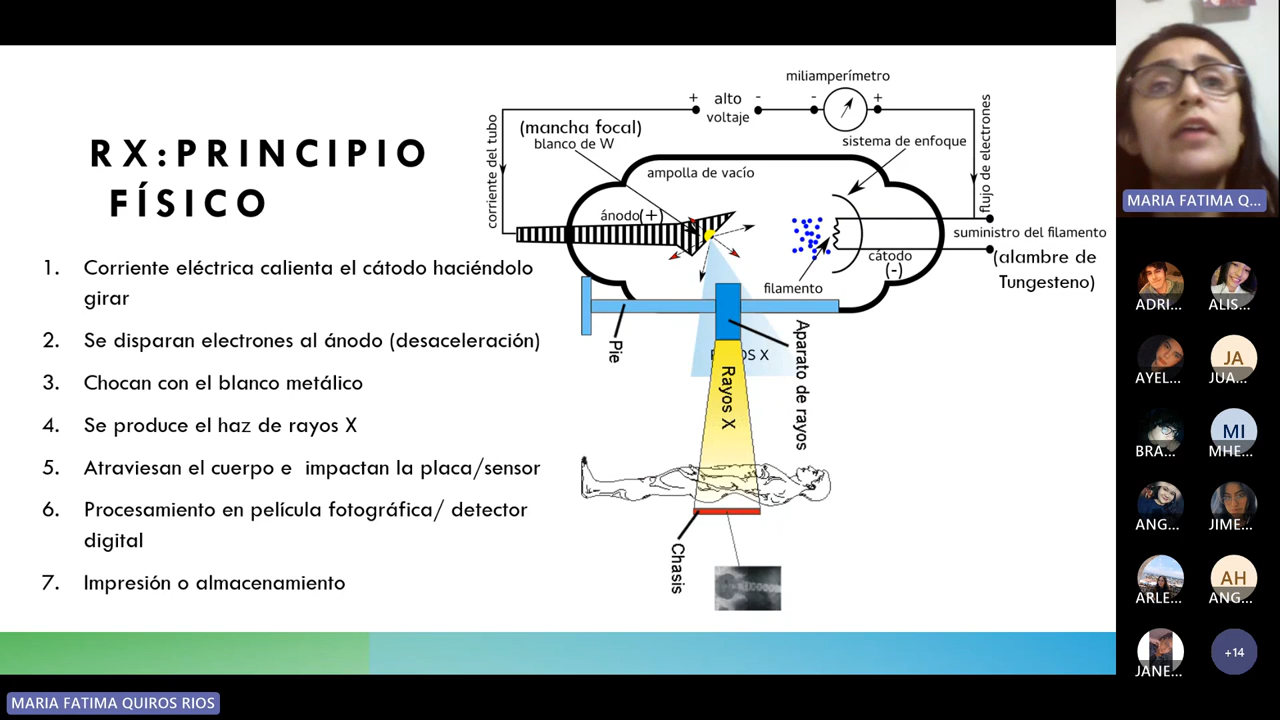 RX:PRINCIPIO
FÍSICO
1. Corriente eléctrica calienta el cátodo haciéndolo
girar
2. Se disparan electrones al ánodo (desaceleración)
3. Chocan con el blanco metálico
4. Se produce el haz de rayos X
5. Atraviesan el cuerpo e impactan la placa/sensor
6. Procesamiento en película fotográfica/ detector
digital
7. Impresión o almacenamiento
miliamperímetro
+
alto
voltaje
-
-
+
corriente del tubo
(mancha focal)
blanco de W
sistema de enfoque
flujo de electrones
ampolla de vacío
ánodo(+)
suministro del filamento
(alambre de
Tungesteno)
cátodo
(-)
filamento
Pie
Aparato de rayos
OS X
Rayos X
Chasis
MARIA FATIMA Q...
ADRI...
ALIS...
AYEL...
JA
JUA...
BRA...
MI
MHE...
ANG...
JIME...
ARLE...
AH
ANG...
JANE...
+14
MARIA FATIMA QUIROS RIOS